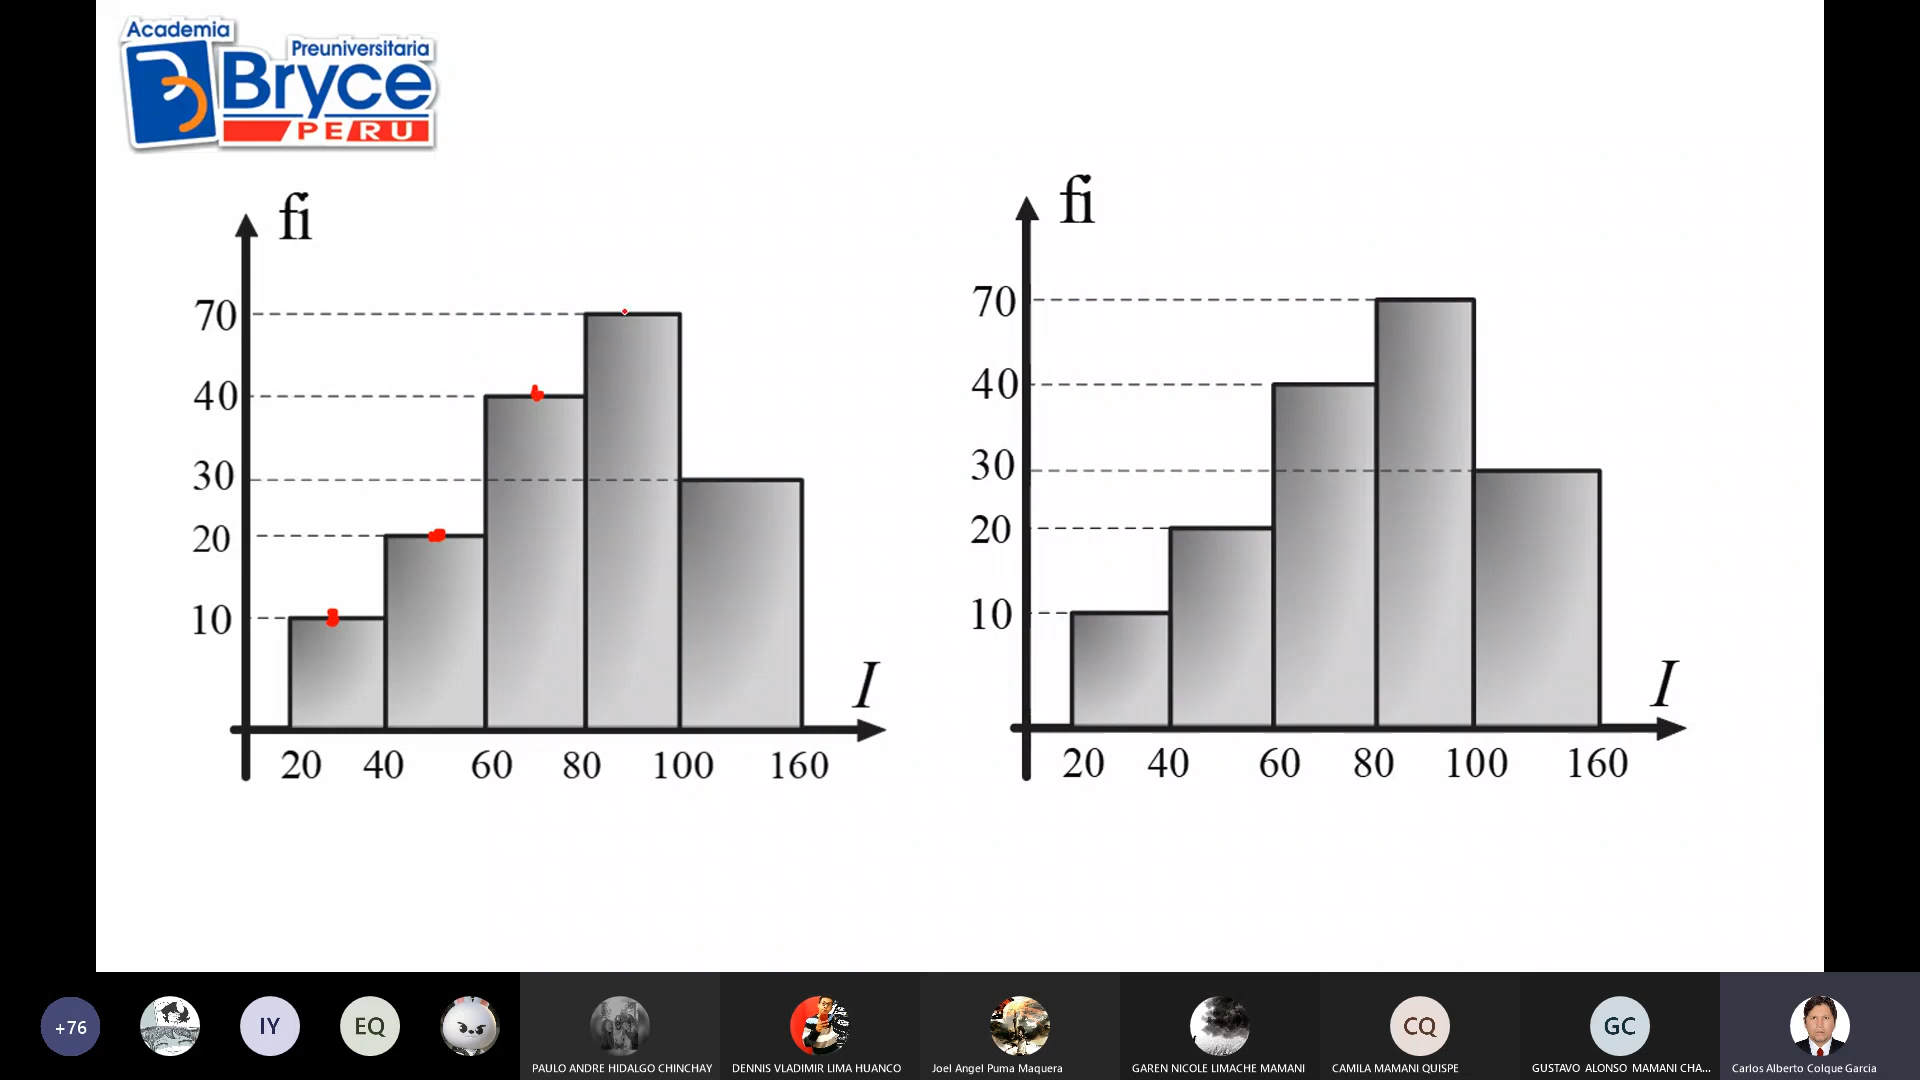 Academia
Preuniversitaria
Bryce
PERU
fi
70
40
30
20
10
I
20 40 60 80 100 160
fi
70
40
30
20
10
I
20 40 60 80 100 160
+76
IY
EQ
CQ
GC
PAULO ANDRE HIDALGO CHINCHAY
DENNIS VLADIMIR LIMA HUANCO
Joel Angel Puma Maquera
GAREN NICOLE LIMACHE MAMANI
CAMILA MAMANI QUISPE
GUSTAVO ALONSO MAMANI CHA...
Carlos Alberto Colque Garcia